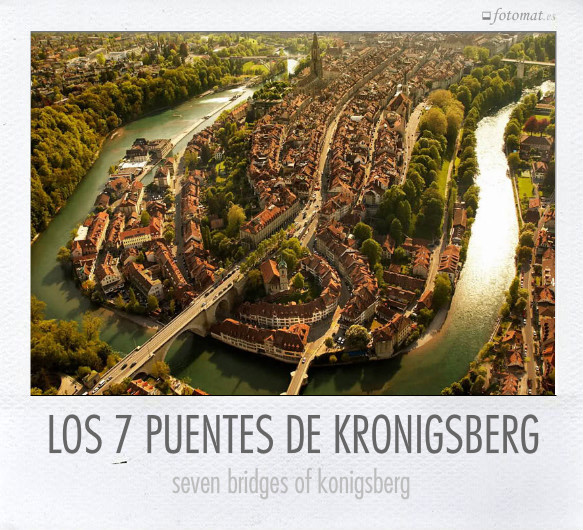 fotomat.es
LOS 7 PUENTES DE KRONIGSBERG
seven bridges of konigsberg